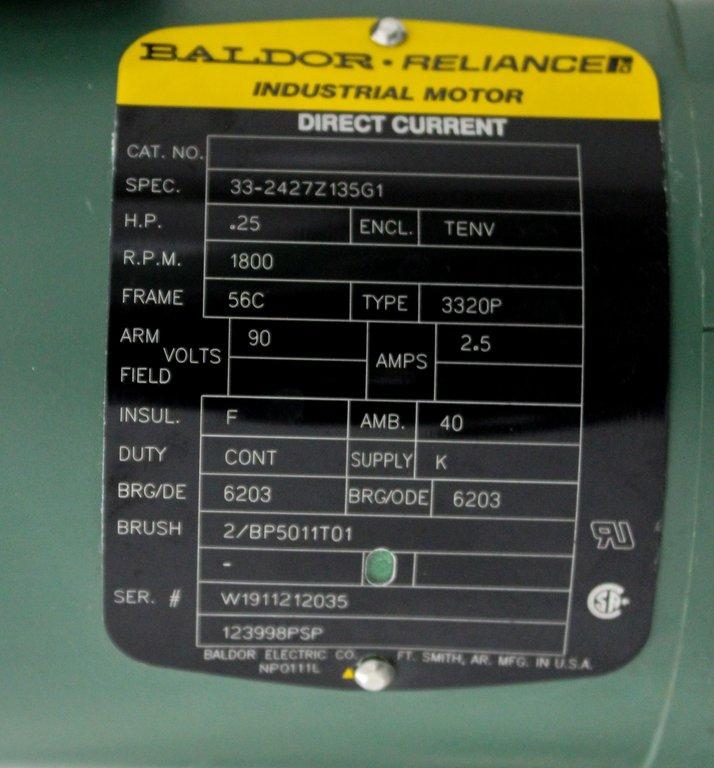 BALDOR • RELIANCE
INDUSTRIAL MOTOR
DIRECT CURRENT
CAT. NO.
SPEC. 33-2427Z135G1
H.P. .25 ENCL. TENV
R.P.M. 1800
FRAME 56C TYPE 3320P
ARM VOLTS 90 AMPS 2.5
FIELD
INSUL. F AMB. 40
DUTY CONT SUPPLY K
BRG/DE 6203 BRG/ODE 6203
BRUSH 2/BP5011T01
-
SER. # W1911212035
123998PSP
BALDOR ELECTRIC CO. FT. SMITH, AR. MFG. IN U.S.A.
NP0111L